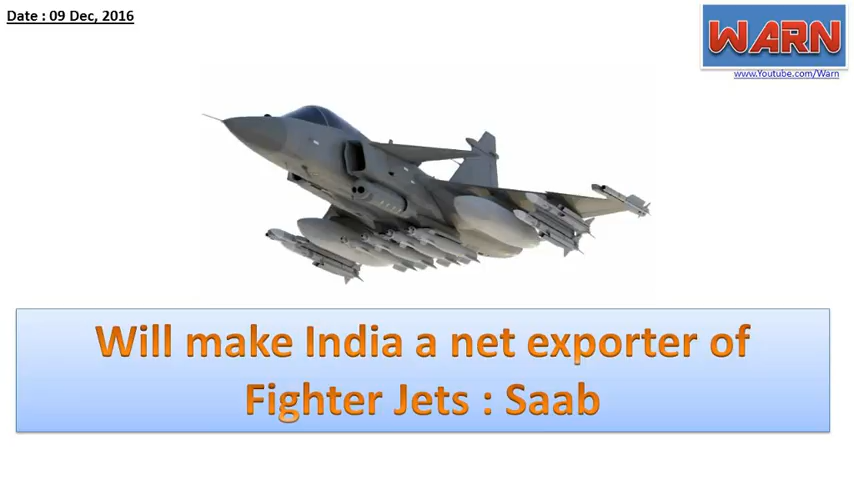 Date : 09 Dec, 2016
WARN
www.Youtube.com/Warn
Will make India a net exporter of
Fighter Jets : Saab